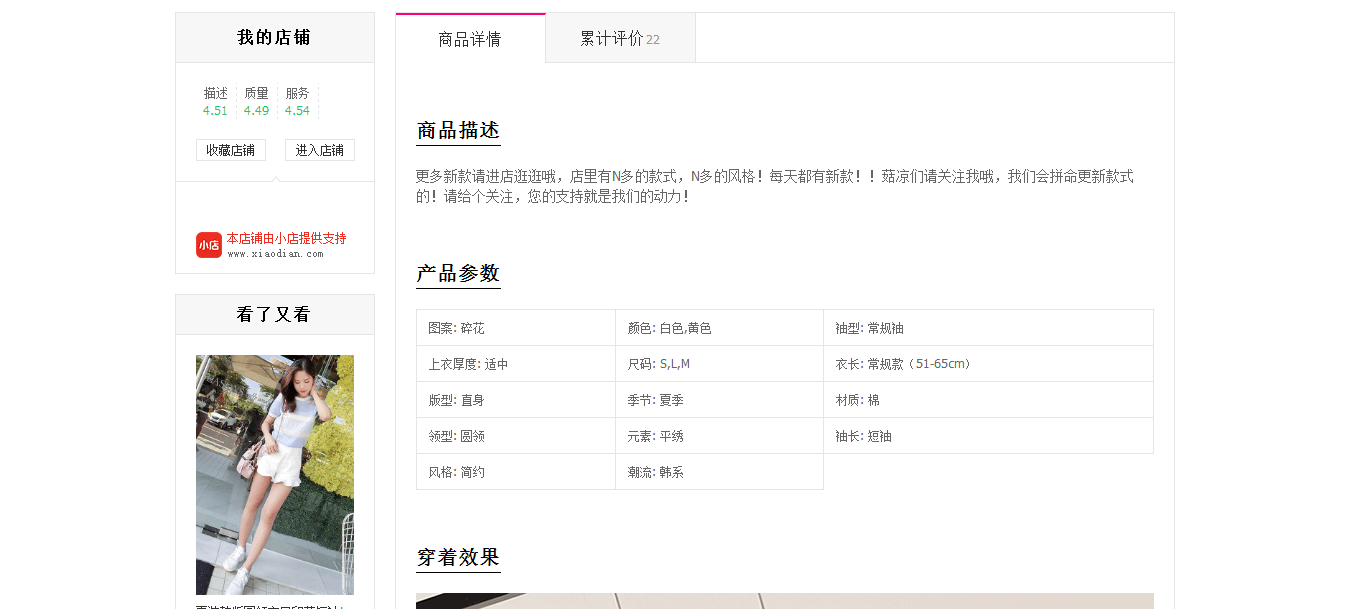 我的店铺
描述 质量 服务
4.51 4.49 4.54
收藏店铺 进入店铺
小店 本店铺由小店提供支持
www.xiaodian.com
看了又看
商品详情 累计评价22
商品描述
更多新款请进店逛逛哦，店里有N多的款式，N多的风格！每天都有新款！！菇凉们请关注我哦，我们会拼命更新款式
的！请给个关注，您的支持就是我们的动力！
产品参数
图案: 碎花 颜色: 白色,黄色 袖型: 常规袖
上衣厚度: 适中 尺码: S,L,M 衣长: 常规款（51-65cm）
版型: 直身 季节: 夏季 材质: 棉
领型: 圆领 元素: 平绣 袖长: 短袖
风格: 简约 潮流: 韩系
穿着效果